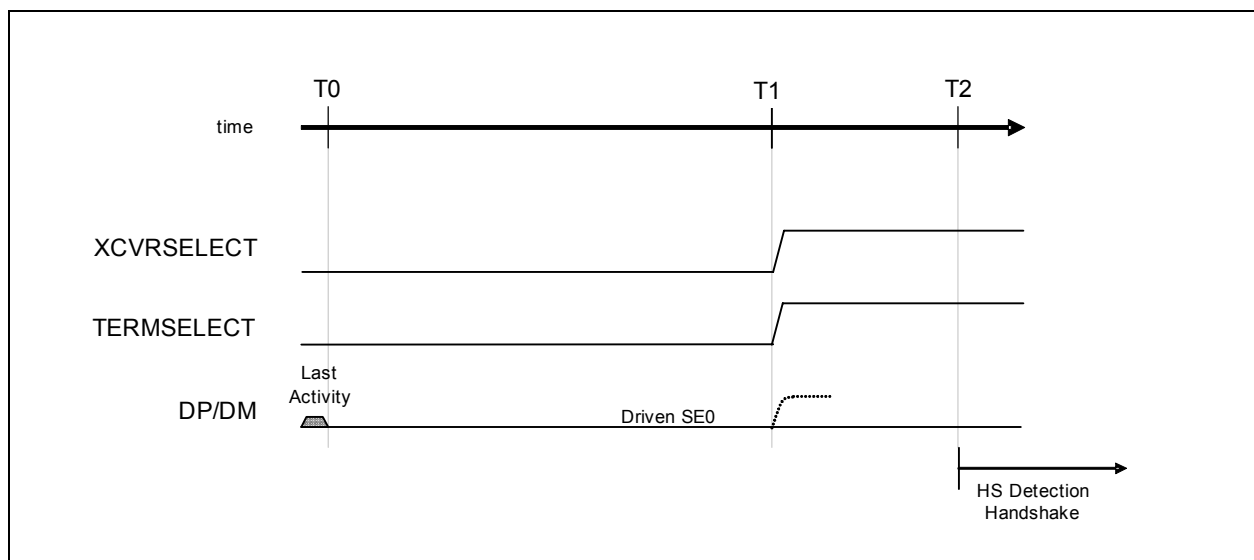 T0
T1
T2
time
XCVRSELECT
TERMSELECT
Last
Activity
DP/DM
Driven SE0
HS Detection
Handshake